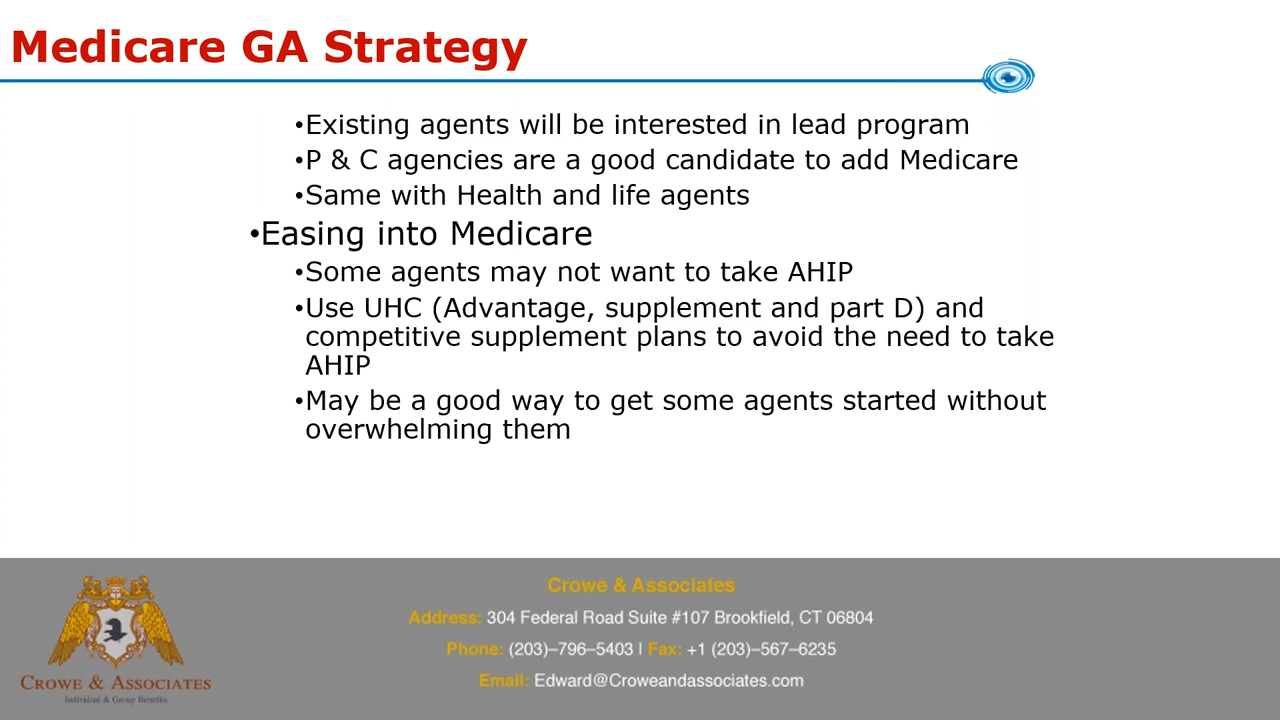 Medicare GA Strategy
•Existing agents will be interested in lead program
•P & C agencies are a good candidate to add Medicare
•Same with Health and life agents
•Easing into Medicare
•Some agents may not want to take AHIP
•Use UHC (Advantage, supplement and part D) and
competitive supplement plans to avoid the need to take
AHIP
•May be a good way to get some agents started without
overwhelming them
Crowe & Associates
Address: 304 Federal Road Suite #107 Brookfield, CT 06804
Phone: (203)–796–5403 | Fax: +1 (203)–567–6235
Email: Edward@Croweandassociates.com
CROWE & ASSOCIATES
Individual & Group Benefits